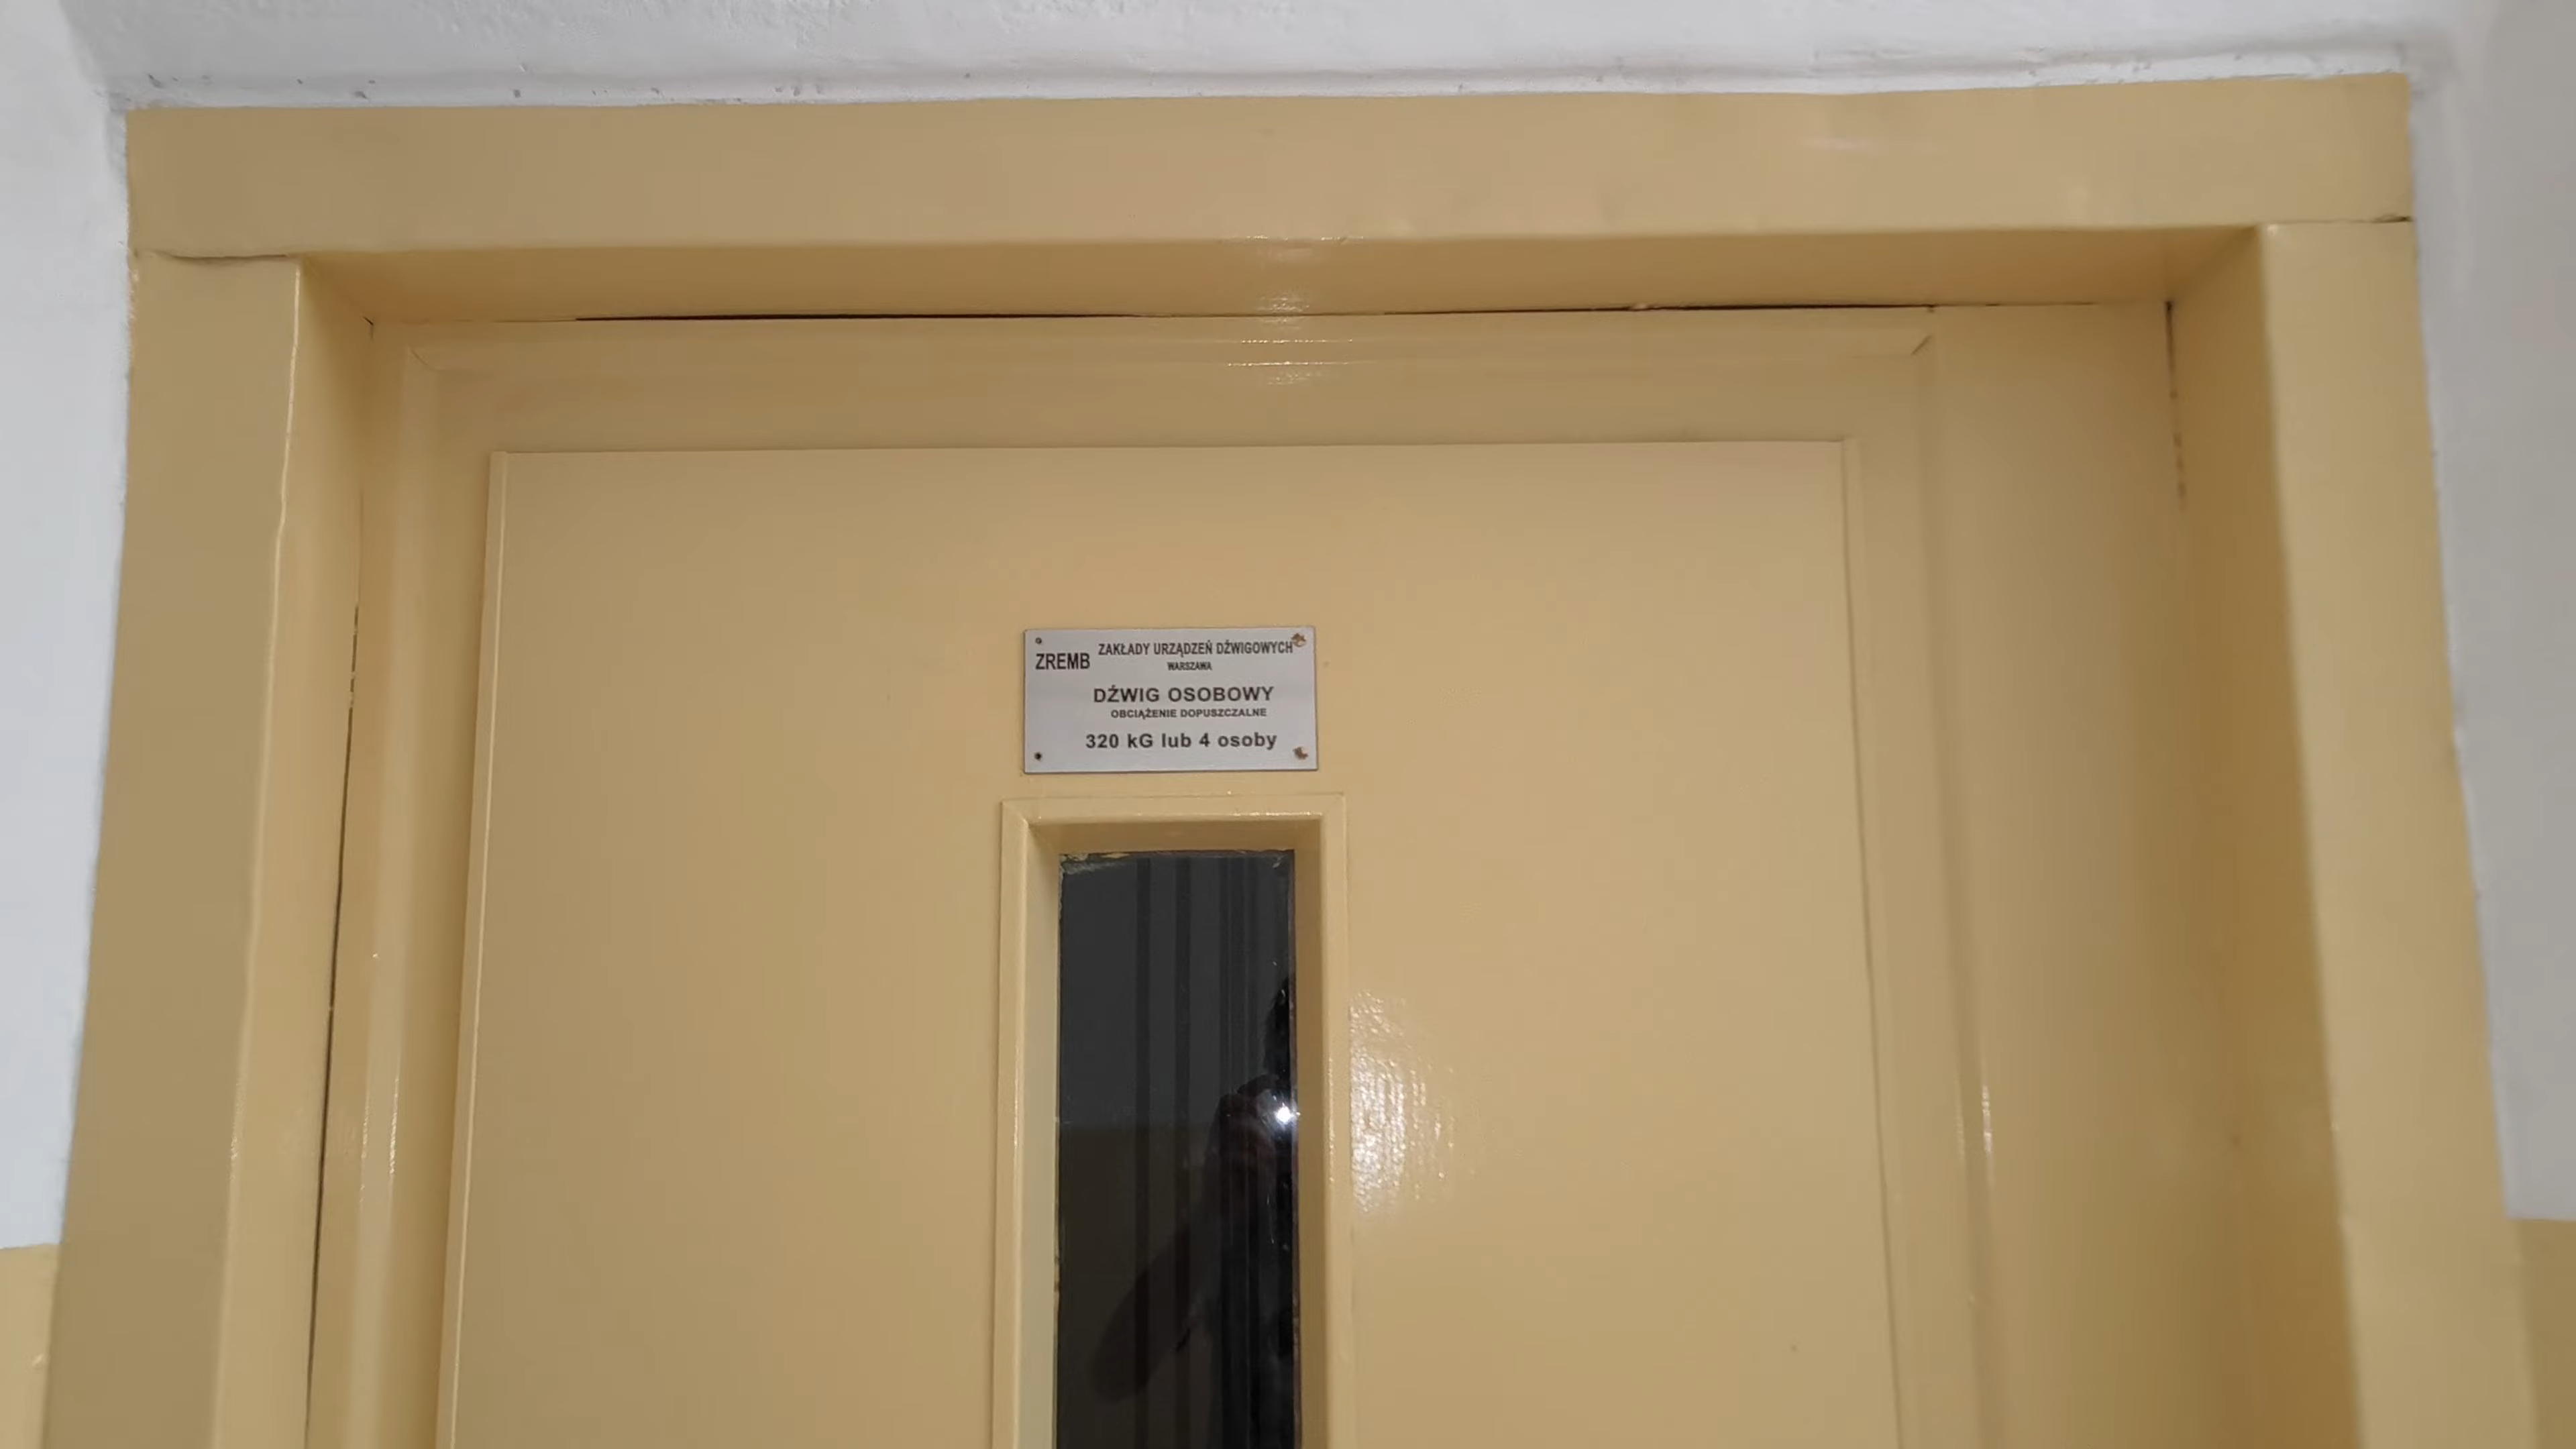 ZREMB
ZAKŁADY URZĄDZEŃ DŹWIGOWYCH
WARSZAWA
DŹWIG OSOBOWY
OBCIĄŻENIE DOPUSZCZALNE
320 kG lub 4 osoby